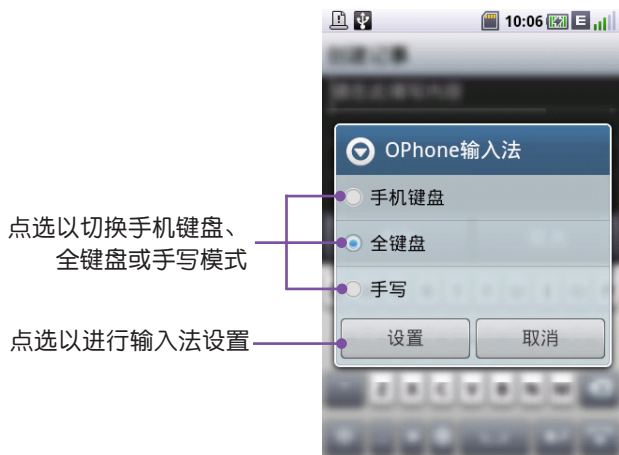 10:06
E
OPhone输入法
手机键盘
全键盘
手写
设置
取消
点选以切换手机键盘、
全键盘或手写模式
点选以进行输入法设置